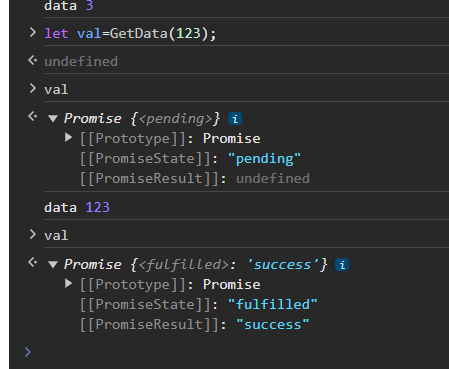 data 3
let val=GetData(123);
undefined
val
Promise {<pending>} i
[[Prototype]]: Promise
[[PromiseState]]: "pending"
[[PromiseResult]]: undefined
data 123
val
Promise {<fulfilled>: 'success'} i
[[Prototype]]: Promise
[[PromiseState]]: "fulfilled"
[[PromiseResult]]: "success"